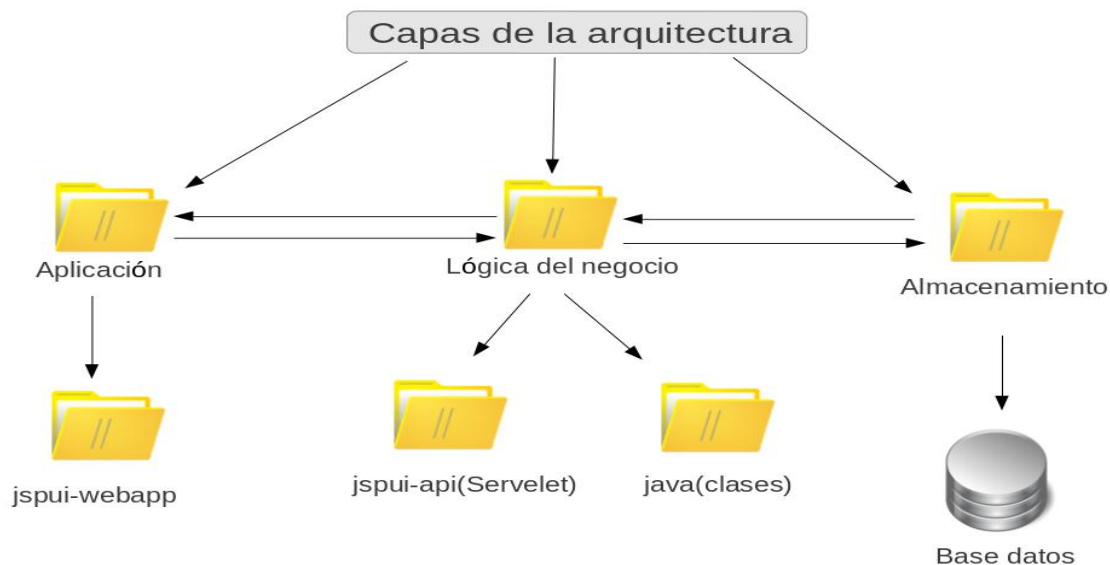 Capas de la arquitectura
Aplicación
Lógica del negocio
Almacenamiento
jspui-webapp
jspui-api(Servelet)
java(clases)
Base datos